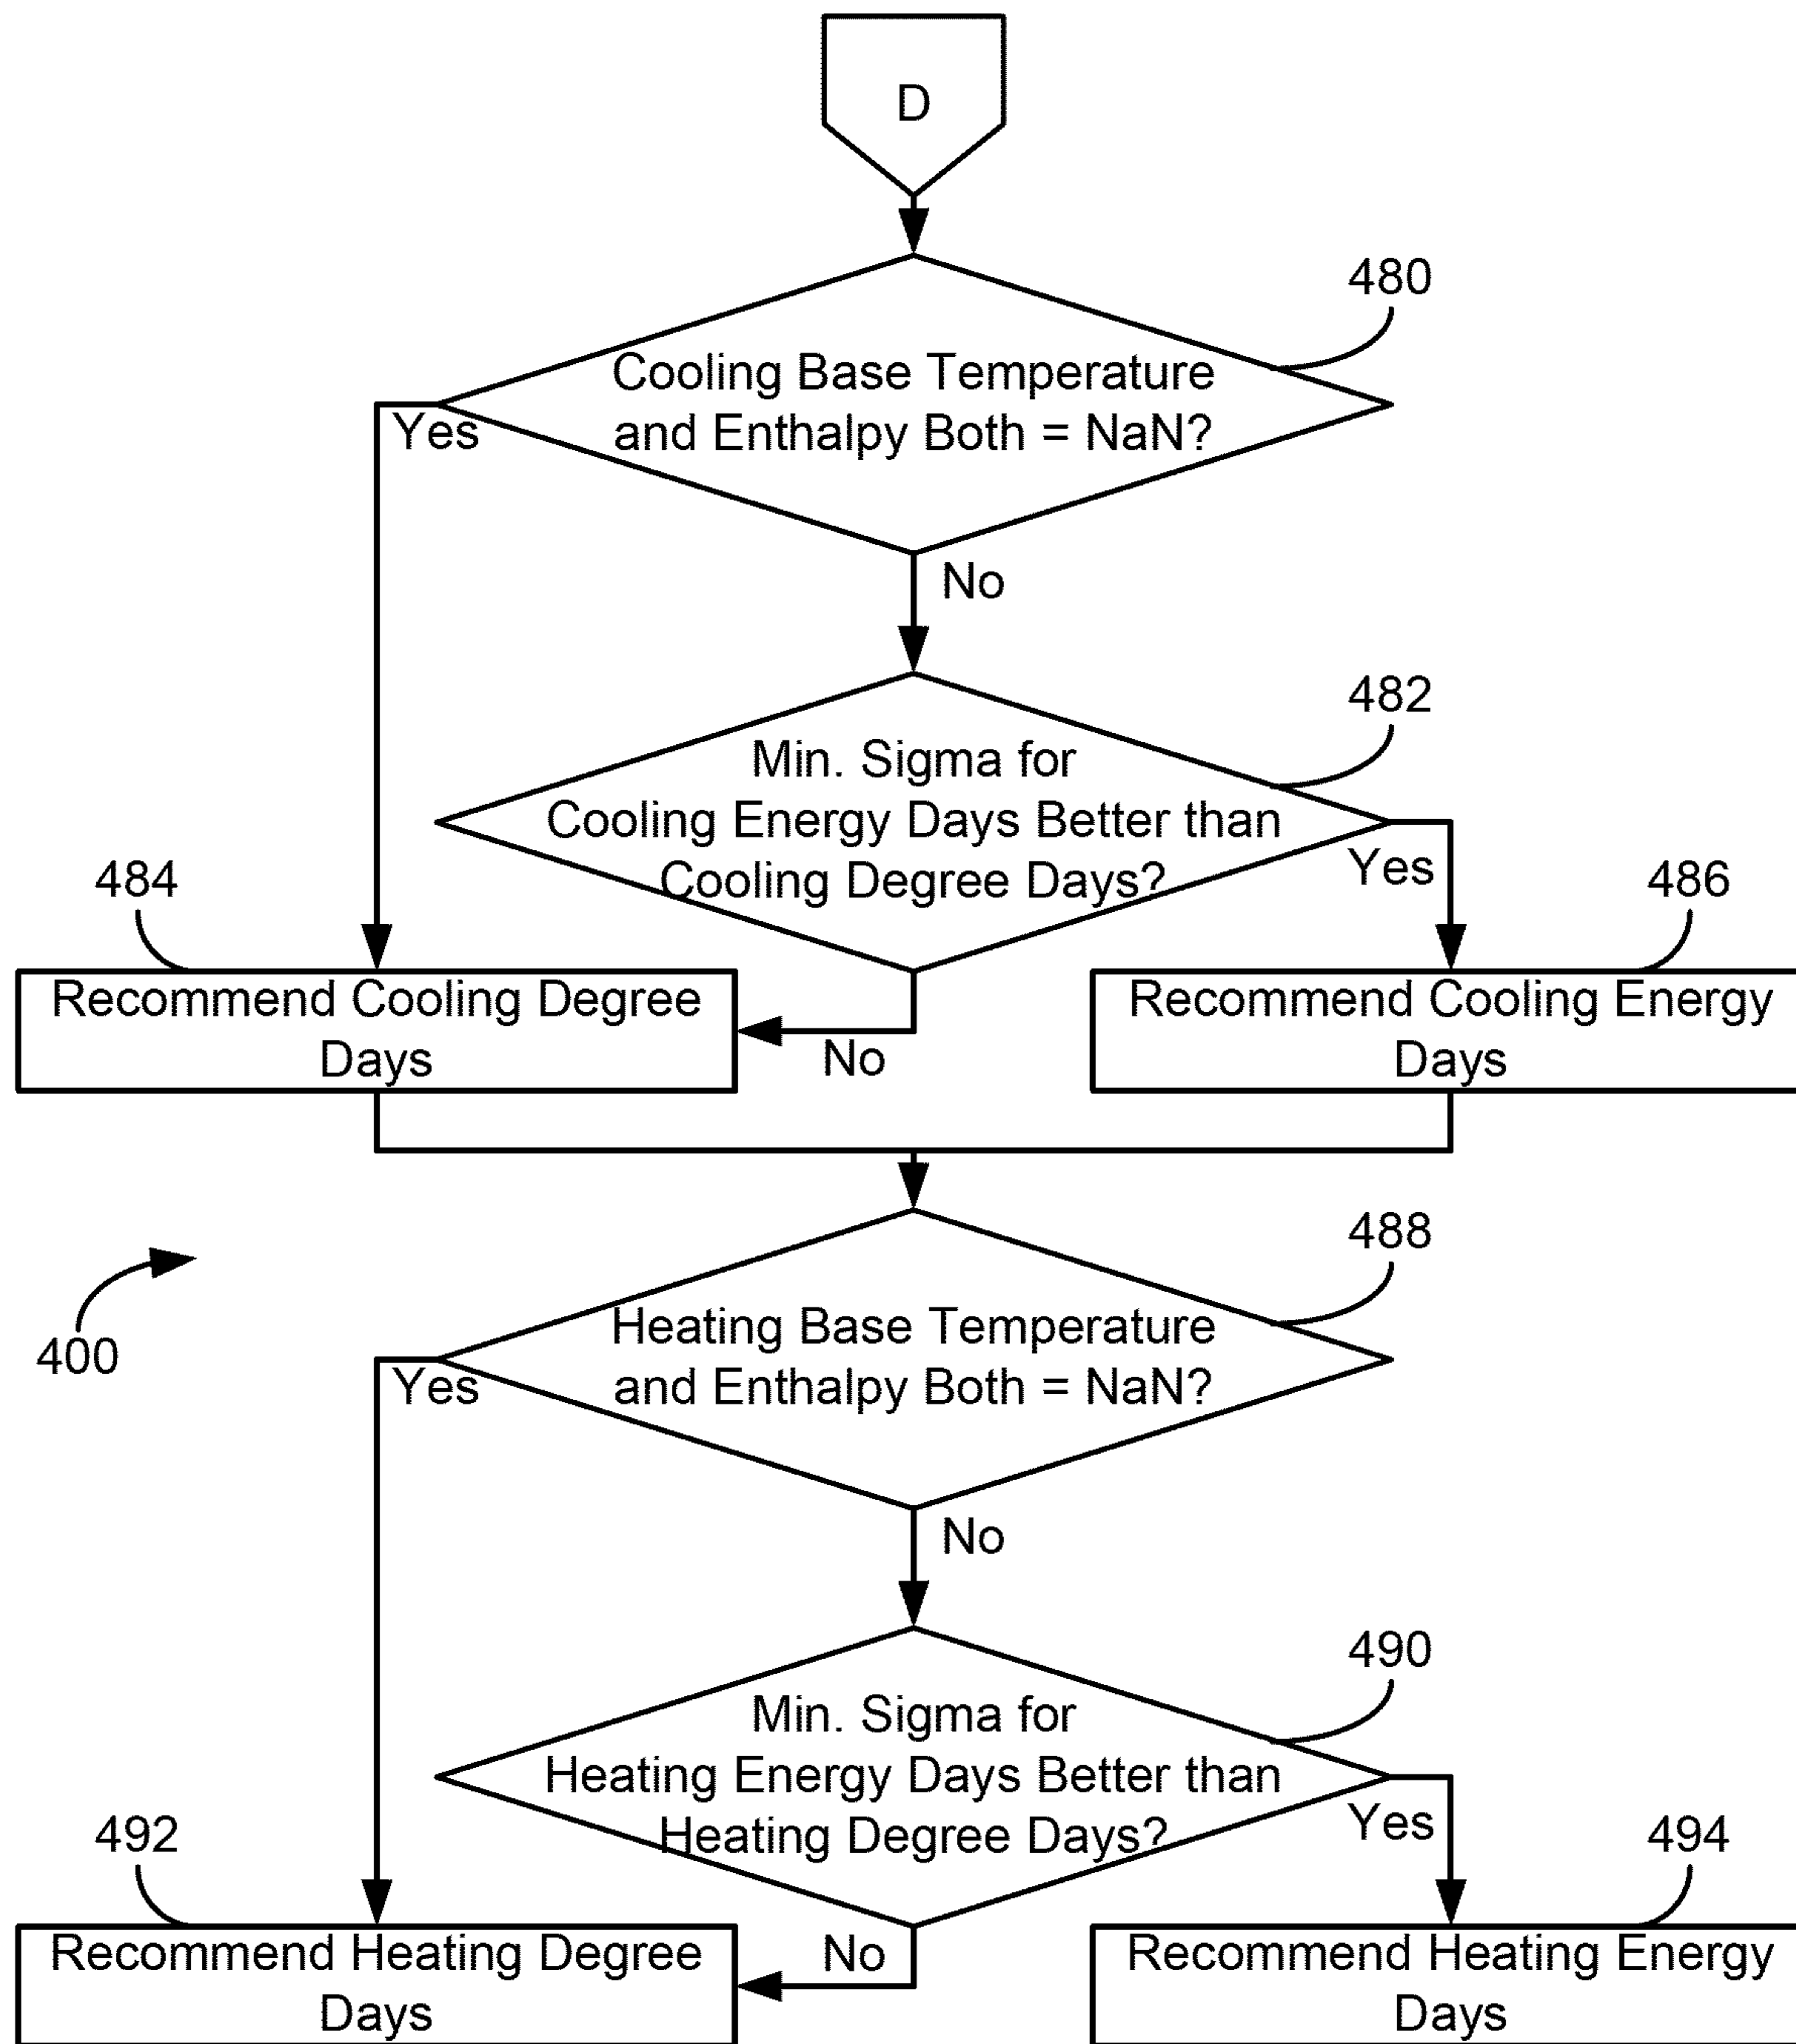 D
480
Cooling Base Temperature
and Enthalpy Both = NaN?
Yes
No
482
Min. Sigma for
Cooling Energy Days Better than
Cooling Degree Days?
Yes
484
486
Recommend Cooling Degree
Days
No
Recommend Cooling Energy
Days
488
400
Heating Base Temperature
and Enthalpy Both = NaN?
Yes
No
490
Min. Sigma for
Heating Energy Days Better than
Heating Degree Days?
Yes
492
494
Recommend Heating Degree
Days
No
Recommend Heating Energy
Days